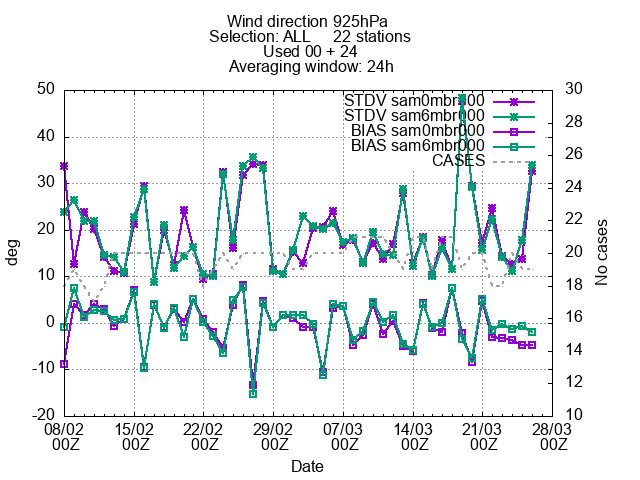 Wind direction 925hPa
Selection: ALL 22 stations
Used 00 + 24
Averaging window: 24h
50
40
30
20
10
0
-10
-20
deg
STDV sam0mbr000
STDV sam6mbr000
BIAS sam0mbr000
BIAS sam6mbr000
CASES
30
28
26
24
22
20
18
16
14
12
10
No cases
08/02 15/02 22/02 29/02 07/03 14/03 21/03 28/03
00Z 00Z 00Z 00Z 00Z 00Z 00Z 00Z
Date